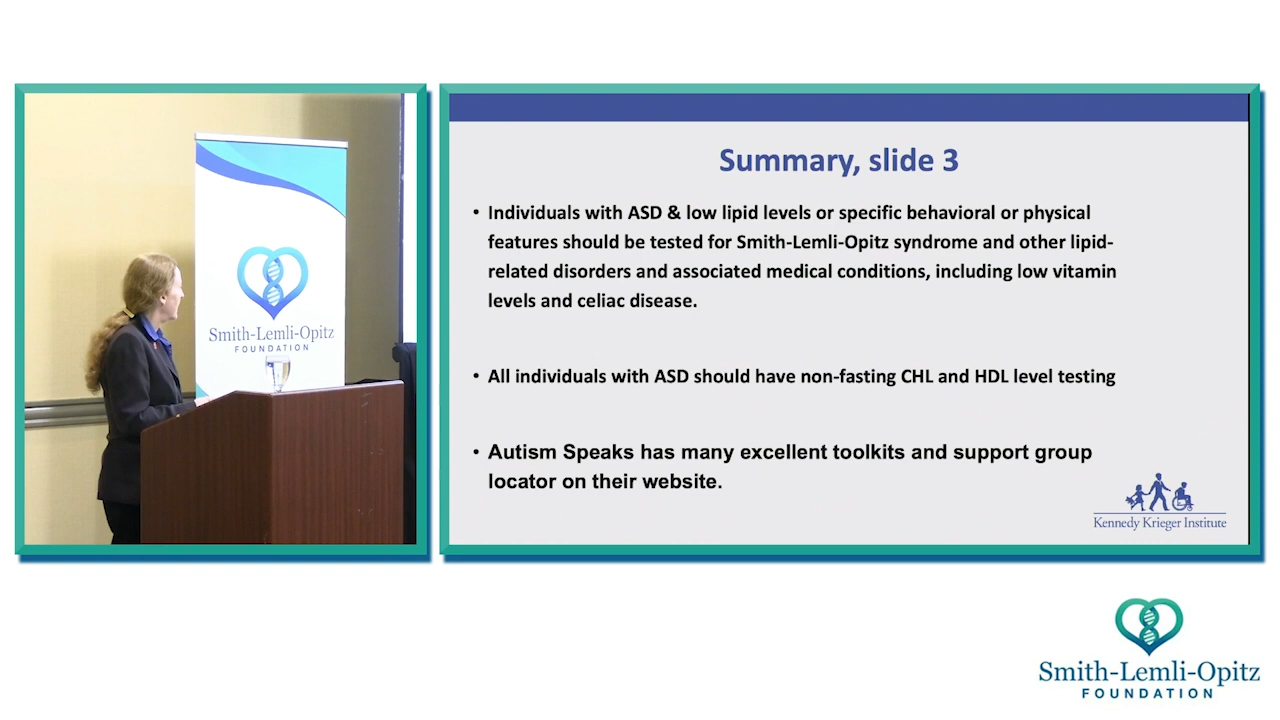 Smith-Lemli-Opitz
FOUNDATION
Summary, slide 3
• Individuals with ASD & low lipid levels or specific behavioral or physical
features should be tested for Smith-Lemli-Opitz syndrome and other lipid-
related disorders and associated medical conditions, including low vitamin
levels and celiac disease.
• All individuals with ASD should have non-fasting CHL and HDL level testing
• Autism Speaks has many excellent toolkits and support group
locator on their website.
Kennedy Krieger Institute
Smith-Lemli-Opitz
FOUNDATION